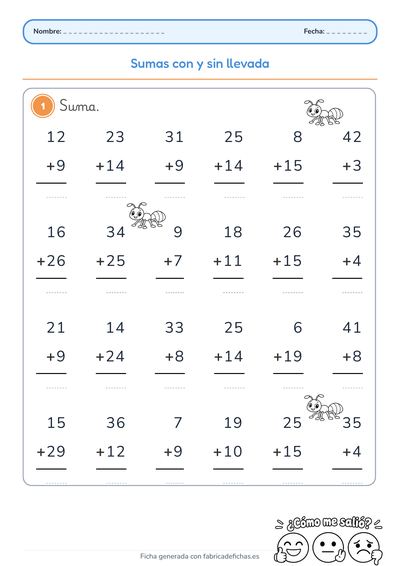 Nombre:
Fecha:
Sumas con y sin llevada
1 Suma.
12 23 31 25 8 42
+9 +14 +9 +14 +15 +3
16 34 9 18 26 35
+26 +25 +7 +11 +15 +4
21 14 33 25 6 41
+9 +24 +8 +14 +19 +8
15 36 7 19 25 35
+29 +12 +9 +10 +15 +4
¿Cómo me salió?
Ficha generada con fabricadefichas.es